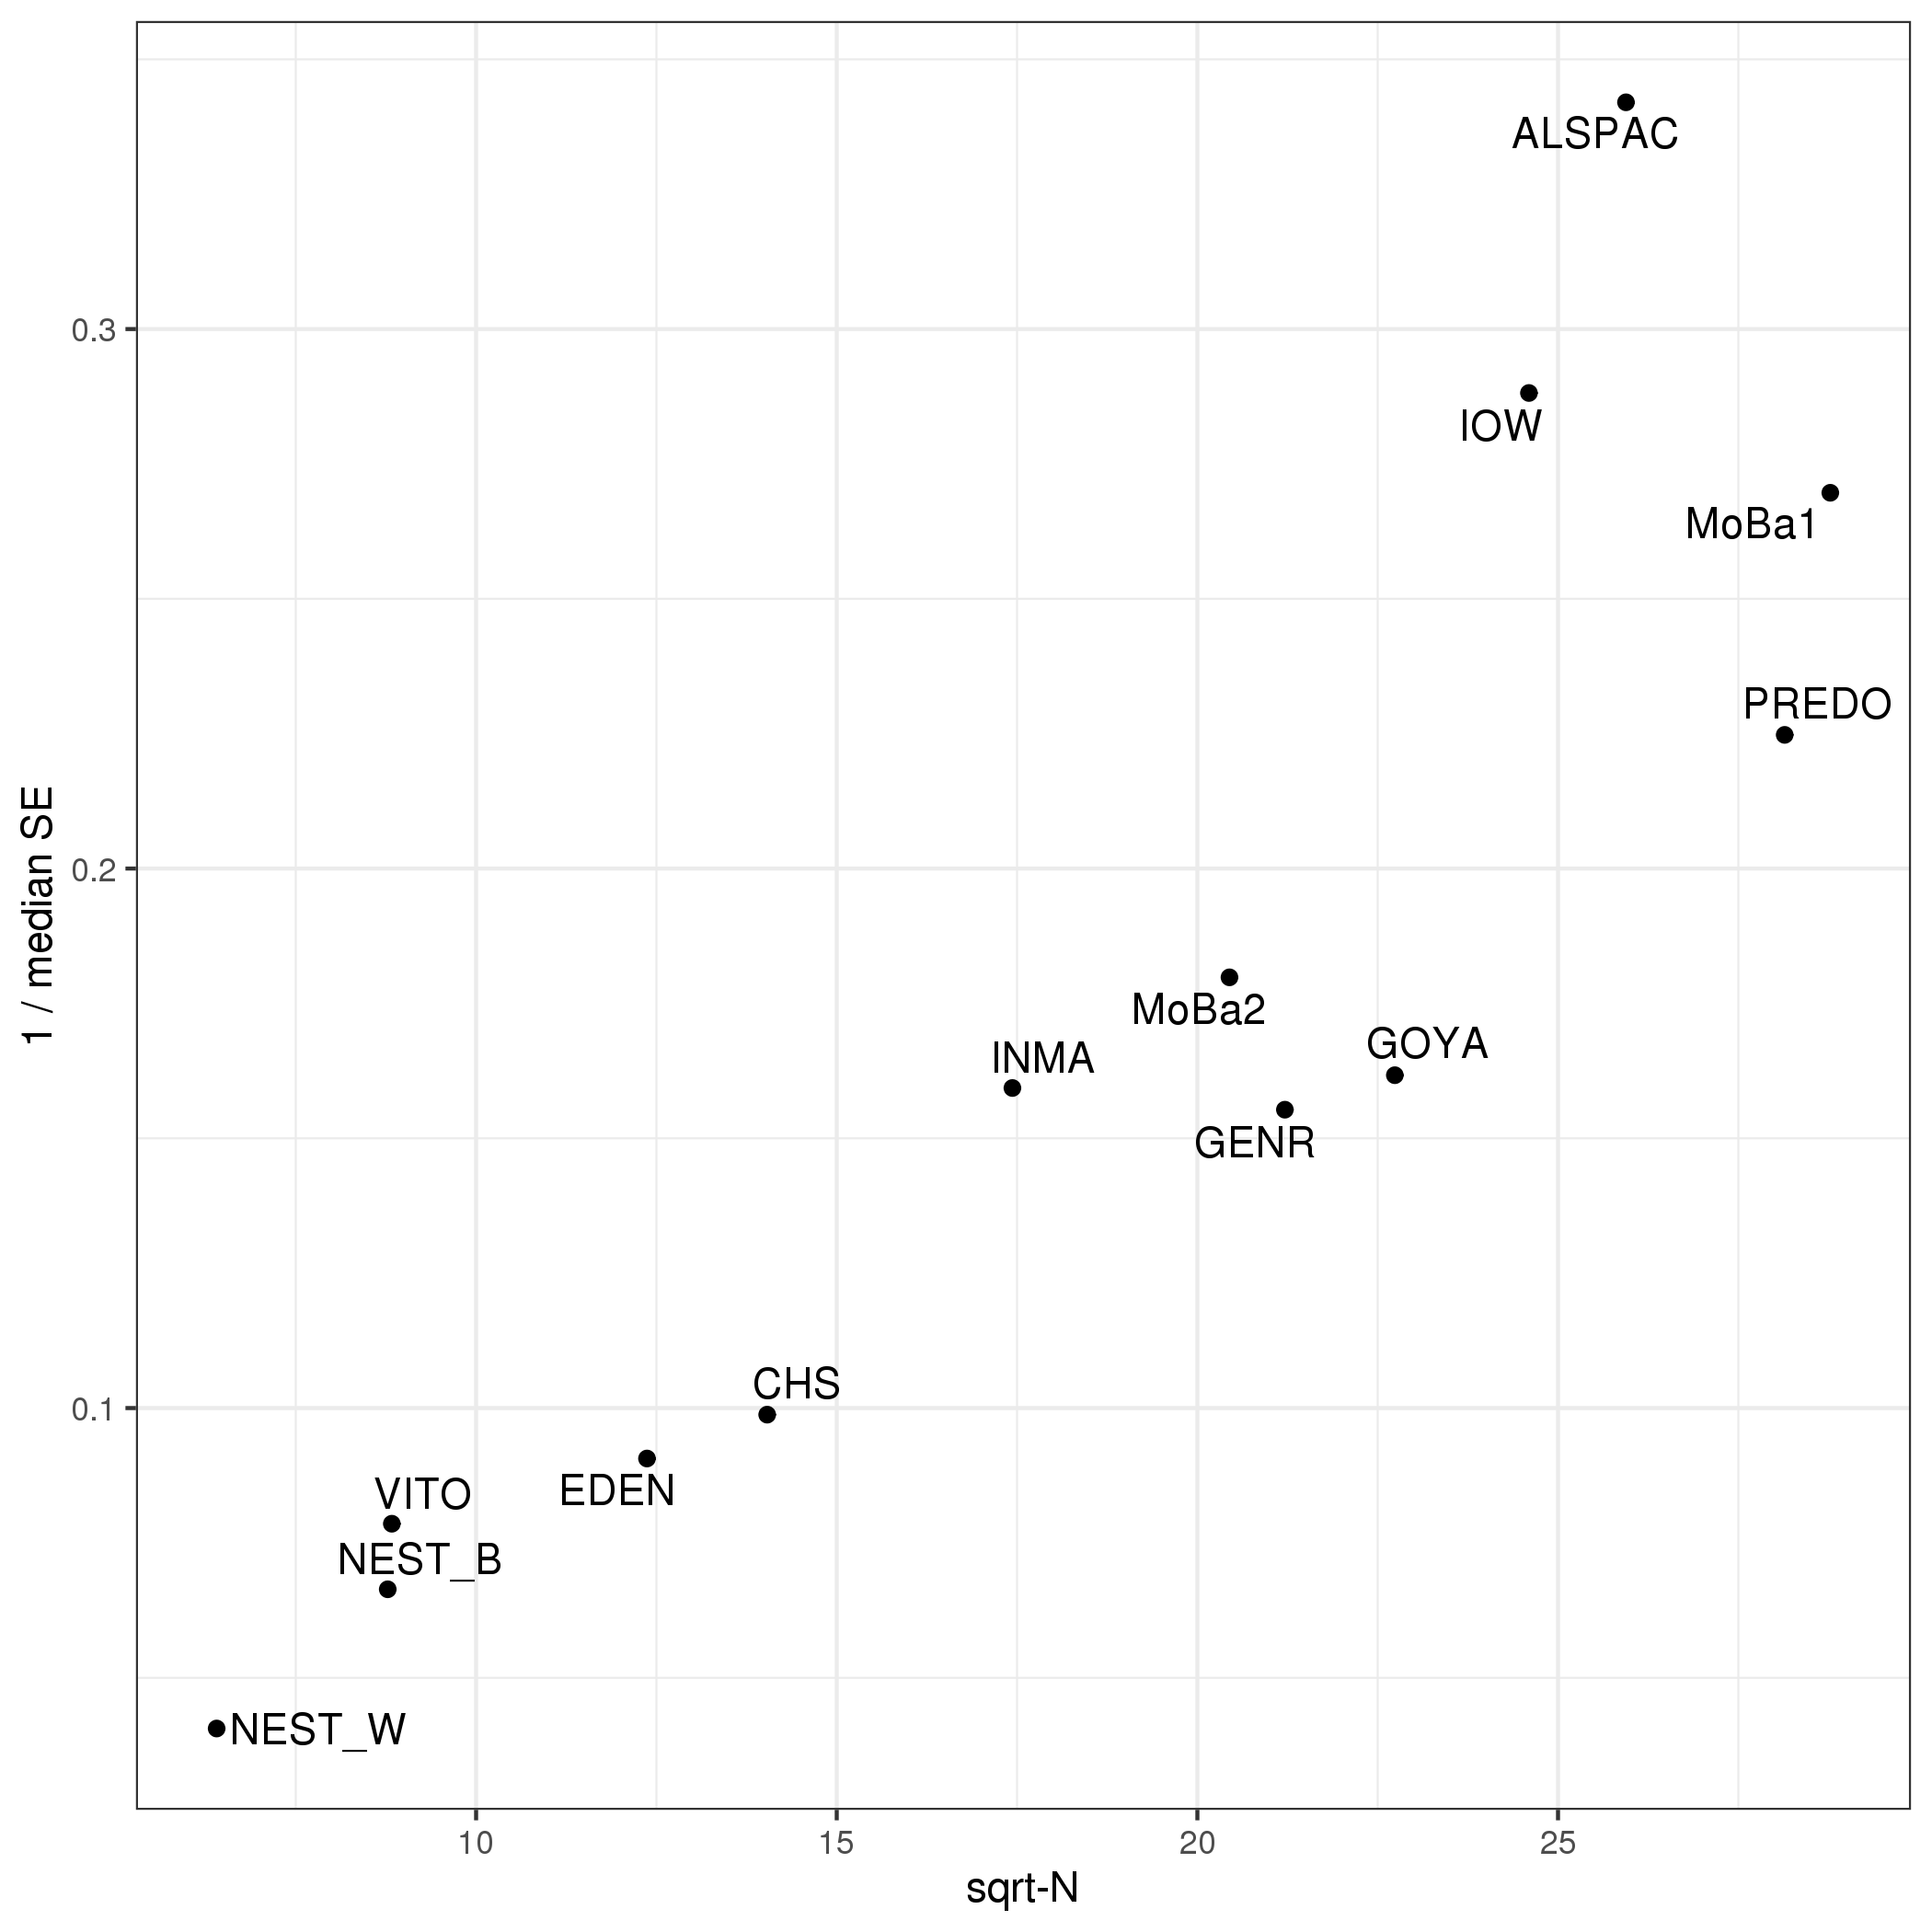 ALSPAC
0.3
IOW
MoBa1
PREDO
1 / median SE
0.2
MoBa2
GOYA
INMA
GENR
0.1
CHS
EDEN
VITO
NEST_B
NEST_W
10 15 20 25
sqrt-N